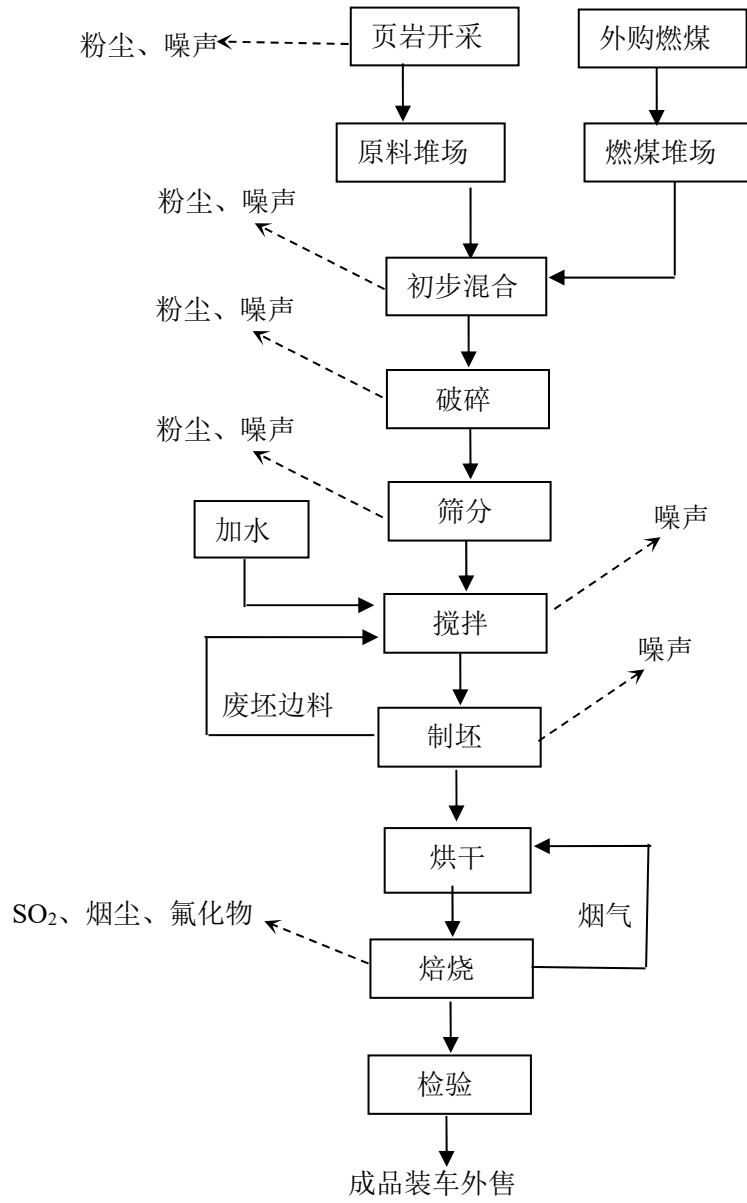 页岩开采
外购燃煤
粉尘、噪声
原料堆场
燃煤堆场
粉尘、噪声
初步混合
粉尘、噪声
破碎
粉尘、噪声
筛分
噪声
加水
搅拌
噪声
废坯边料
制坯
烘干
SO₂、烟尘、氟化物
烟气
焙烧
检验
成品装车外售